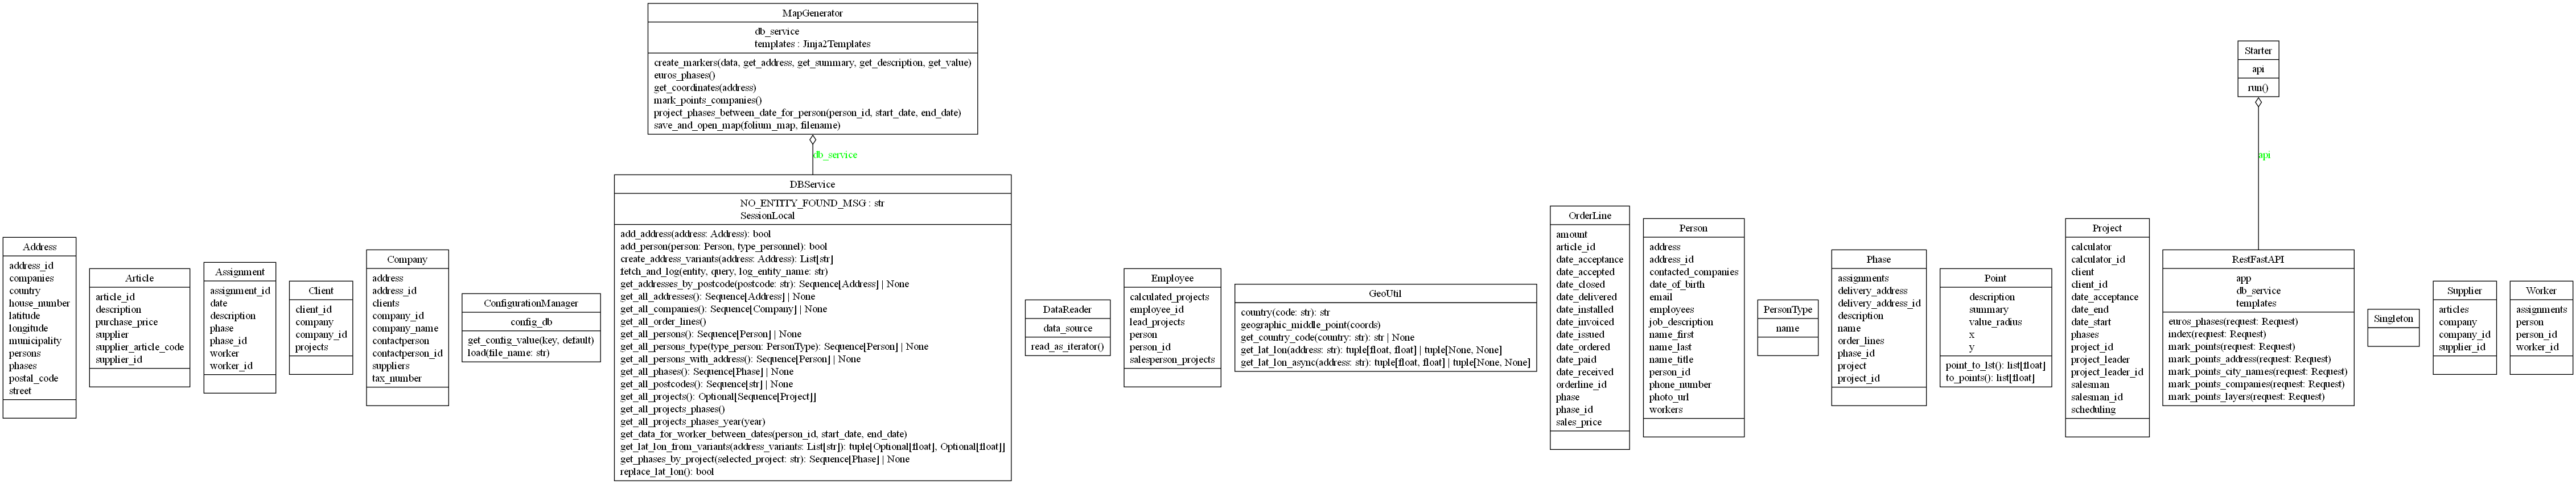 MapGenerator
db_service
templates : Jinja2Templates
create_markers(data, get_address, get_summary, get_description, get_value)
euros_phases()
get_coordinates(address)
mark_points_companies()
project_phases_between_date_for_person(person_id, start_date, end_date)
save_and_open_map(folium_map, filename)
db_service
Starter
api
run()
api
Address
address_id
companies
country
house_number
latitude
longitude
municipality
persons
phases
postal_code
street
Article
article_id
description
purchase_price
supplier
supplier_article_code
supplier_id
Assignment
assignment_id
date
description
phase
phase_id
worker
worker_id
Client
client_id
company
company_id
projects
Company
address
address_id
clients
company_id
company_name
contactperson
contactperson_id
suppliers
tax_number
ConfigurationManager
config_db
get_config_value(key, default)
load(file_name: str)
DBService
NO_ENTITY_FOUND_MSG : str
SessionLocal
add_address(address: Address): bool
add_person(person: Person, type_personnel): bool
create_address_variants(address: Address): List[str]
fetch_and_log(entity, query, log_entity_name: str)
get_addresses_by_postcode(postcode: str): Sequence[Address] | None
get_all_addresses(): Sequence[Address] | None
get_all_companies(): Sequence[Company] | None
get_all_order_lines()
get_all_persons(): Sequence[Person] | None
get_all_persons_type(type_person: PersonType): Sequence[Person] | None
get_all_persons_with_address(): Sequence[Person] | None
get_all_phases(): Sequence[Phase] | None
get_all_postcodes(): Sequence[str] | None
get_all_projects(): Optional[Sequence[Project]]
get_all_projects_phases()
get_all_projects_phases_year(year)
get_data_for_worker_between_dates(person_id, start_date, end_date)
get_lat_lon_from_variants(address_variants: List[str]): tuple[Optional[float], Optional[float]]
get_phases_by_project(selected_project: str): Sequence[Phase] | None
replace_lat_lon(): bool
DataReader
data_source
read_as_iterator()
Employee
calculated_projects
employee_id
lead_projects
person
person_id
salesperson_projects
GeoUtil
country(code: str): str
geographic_middle_point(coords)
get_country_code(country: str): str | None
get_lat_lon(address: str): tuple[float, float] | tuple[None, None]
get_lat_lon_async(address: str): tuple[float, float] | tuple[None, None]
OrderLine
amount
article_id
date_acceptance
date_accepted
date_closed
date_delivered
date_installed
date_invoiced
date_issued
date_ordered
date_paid
date_received
orderline_id
phase
phase_id
sales_price
Person
address
address_id
contacted_companies
date_of_birth
email
employees
job_description
name_first
name_last
name_title
person_id
phone_number
photo_url
workers
PersonType
name
Phase
assignments
delivery_address
delivery_address_id
description
name
order_lines
phase_id
project
project_id
Point
description
summary
value_radius
x
y
point_to_lst(): list[float]
to_points(): list[float]
Project
calculator
calculator_id
client
client_id
date_acceptance
date_end
date_start
phases
project_id
project_leader
project_leader_id
salesman
salesman_id
scheduling
RestFastAPI
app
db_service
templates
euros_phases(request: Request)
index(request: Request)
mark_points(request: Request)
mark_points_address(request: Request)
mark_points_city_names(request: Request)
mark_points_companies(request: Request)
mark_points_layers(request: Request)
Singleton
Supplier
articles
company
company_id
supplier_id
Worker
assignments
person
person_id
worker_id